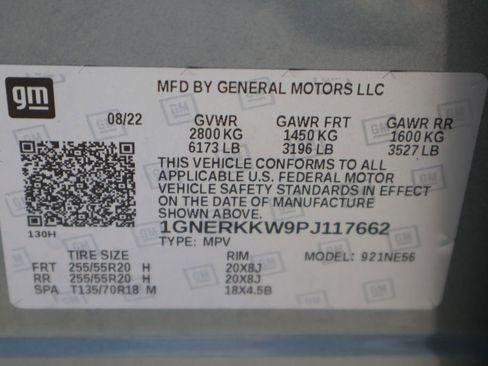 gm
MFD BY GENERAL MOTORS LLC
08/22 GVWR GAWR FRT GAWR RR
2800 KG 1450 KG 1600 KG
6173 LB 3196 LB 3527 LB
THIS VEHICLE CONFORMS TO ALL
APPLICABLE U.S. FEDERAL MOTOR
VEHICLE SAFETY STANDARDS IN EFFECT
ON THE DATE OF MANUFACTURE
SHOWN ABOVE.
130H
1GNERKKW9PJ117662
TYPE: MPV MODEL: 921NE56
TIRE SIZE RIM
FRT 255/55R20 H 20X8J
RR 255/55R20 H 20X8J
SPA T135/70R18 M 18X4.5B